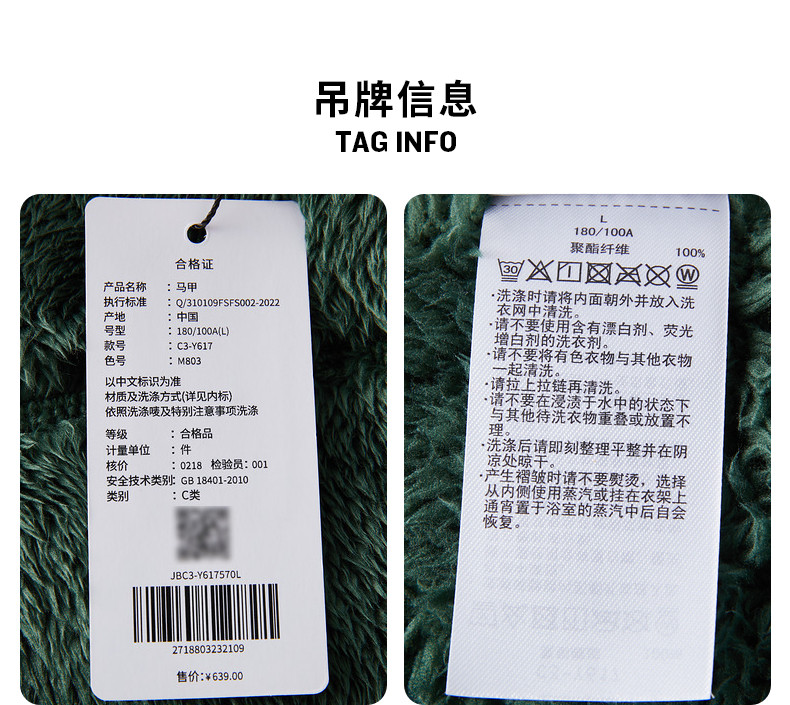 吊牌信息
TAG INFO
合格证
产品名称 ：马甲
执行标准 ：Q/310109FSFS002-2022
产地 ：中国
号型 ：180/100A(L)
款号 ：C3-Y617
色号 ：M803
以中文标识为准
材质及洗涤方式(详见内标)
依照洗涤唛及特别注意事项洗涤
等级 ：合格品
计量单位 ：件
核价 ：0218 检验员：001
安全技术类别：GB 18401-2010
类别 ：C类
JBC3-Y617570L
2718803232109
售价：¥639.00
L
180/100A
聚酯纤维 100%
30
·洗涤时请将内面朝外并放入洗
衣网中清洗。
·请不要使用含有漂白剂、荧光
增白剂的洗衣剂。
·请不要将有色衣物与其他衣物
一起清洗。
·请拉上拉链再清洗。
·请不要在浸渍于水中的状态下
与其他待洗衣物重叠或放置不
理。
·洗涤后请即刻整理平整并在阴
凉处晾干。
·产生褶皱时请不要熨烫，选择
从内侧使用蒸汽或挂在衣架上
通宵置于浴室的蒸汽中后自会
恢复。